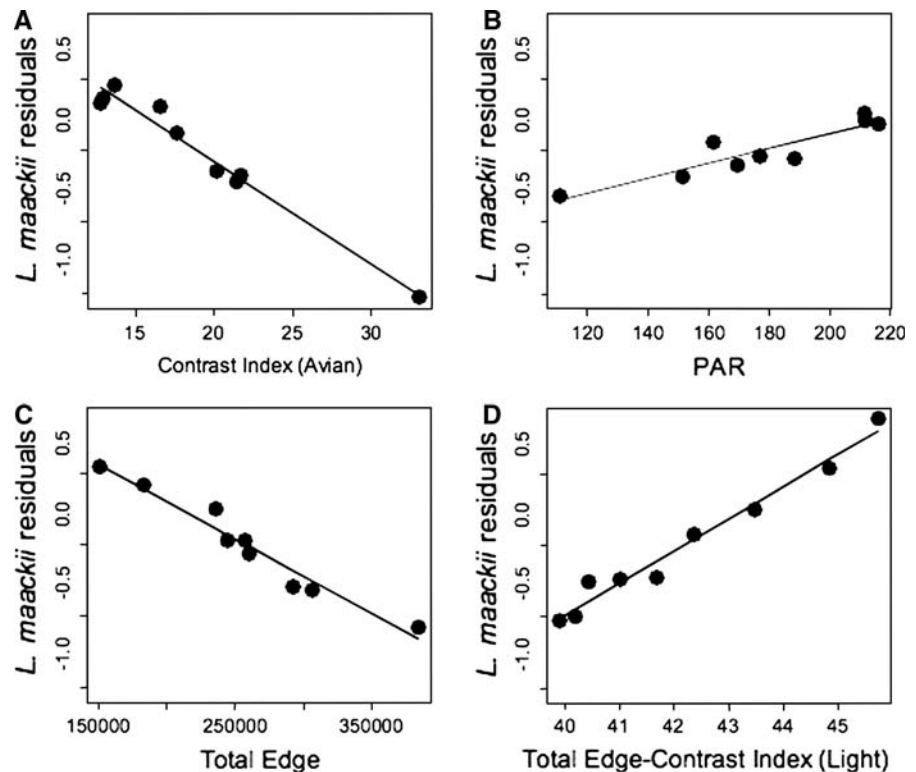 A
L. maackii residuals
0.5
0.0
-0.5
-1.0
15 20 25 30
Contrast Index (Avian)
B
L. maackii residuals
0.5
0.0
-0.5
-1.0
120 140 160 180 200 220
PAR
C
L. maackii residuals
0.5
0.0
-0.5
-1.0
150000 250000 350000
Total Edge
D
L. maackii residuals
0.5
0.0
-0.5
-1.0
40 41 42 43 44 45
Total Edge-Contrast Index (Light)